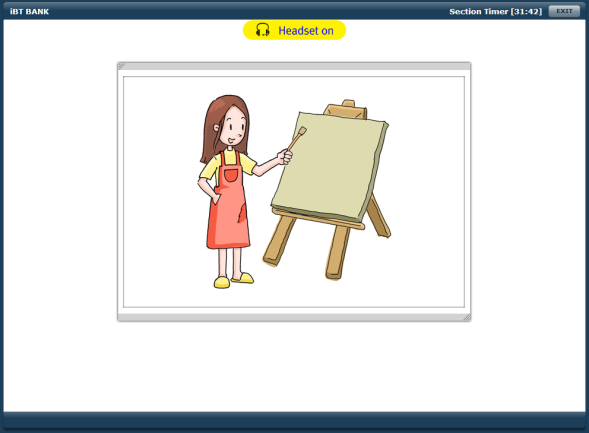 iBT BANK
Section Timer [31:42]
EXIT
Headset on